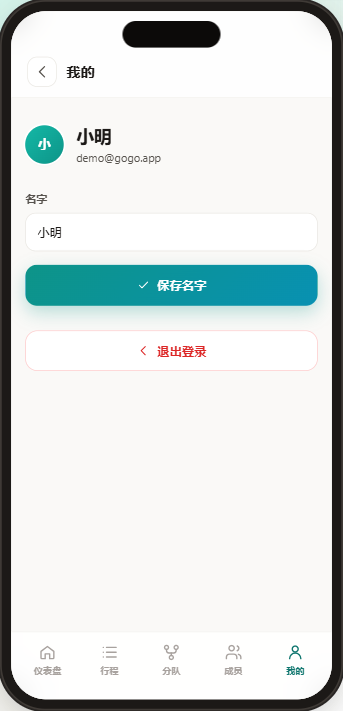 我的
小
小明
demo@gogo.app
名字
小明
保存名字
退出登录
仪表盘
行程
分队
成员
我的